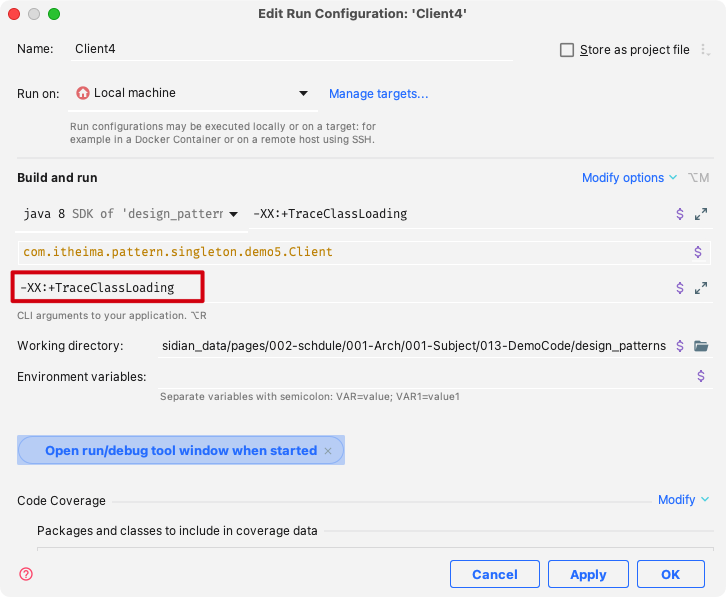 Edit Run Configuration: 'Client4'
Name: Client4
Store as project file
Run on: Local machine Manage targets...
Run configurations may be executed locally or on a target: for
example in a Docker Container or on a remote host using SSH.
Build and run Modify options ⌥M
java 8 SDK of 'design_pattern -XX:+TraceClassLoading $
com.itheima.pattern.singleton.demo5.Client $
-XX:+TraceClassLoading $
CLI arguments to your application. ⌥R
Working directory: sidian_data/pages/002-schdule/001-Arch/001-Subject/013-DemoCode/design_patterns $
Environment variables: $
Separate variables with semicolon: VAR=value; VAR1=value1
Open run/debug tool window when started ×
Code Coverage Modify
Packages and classes to include in coverage data
? Cancel Apply OK